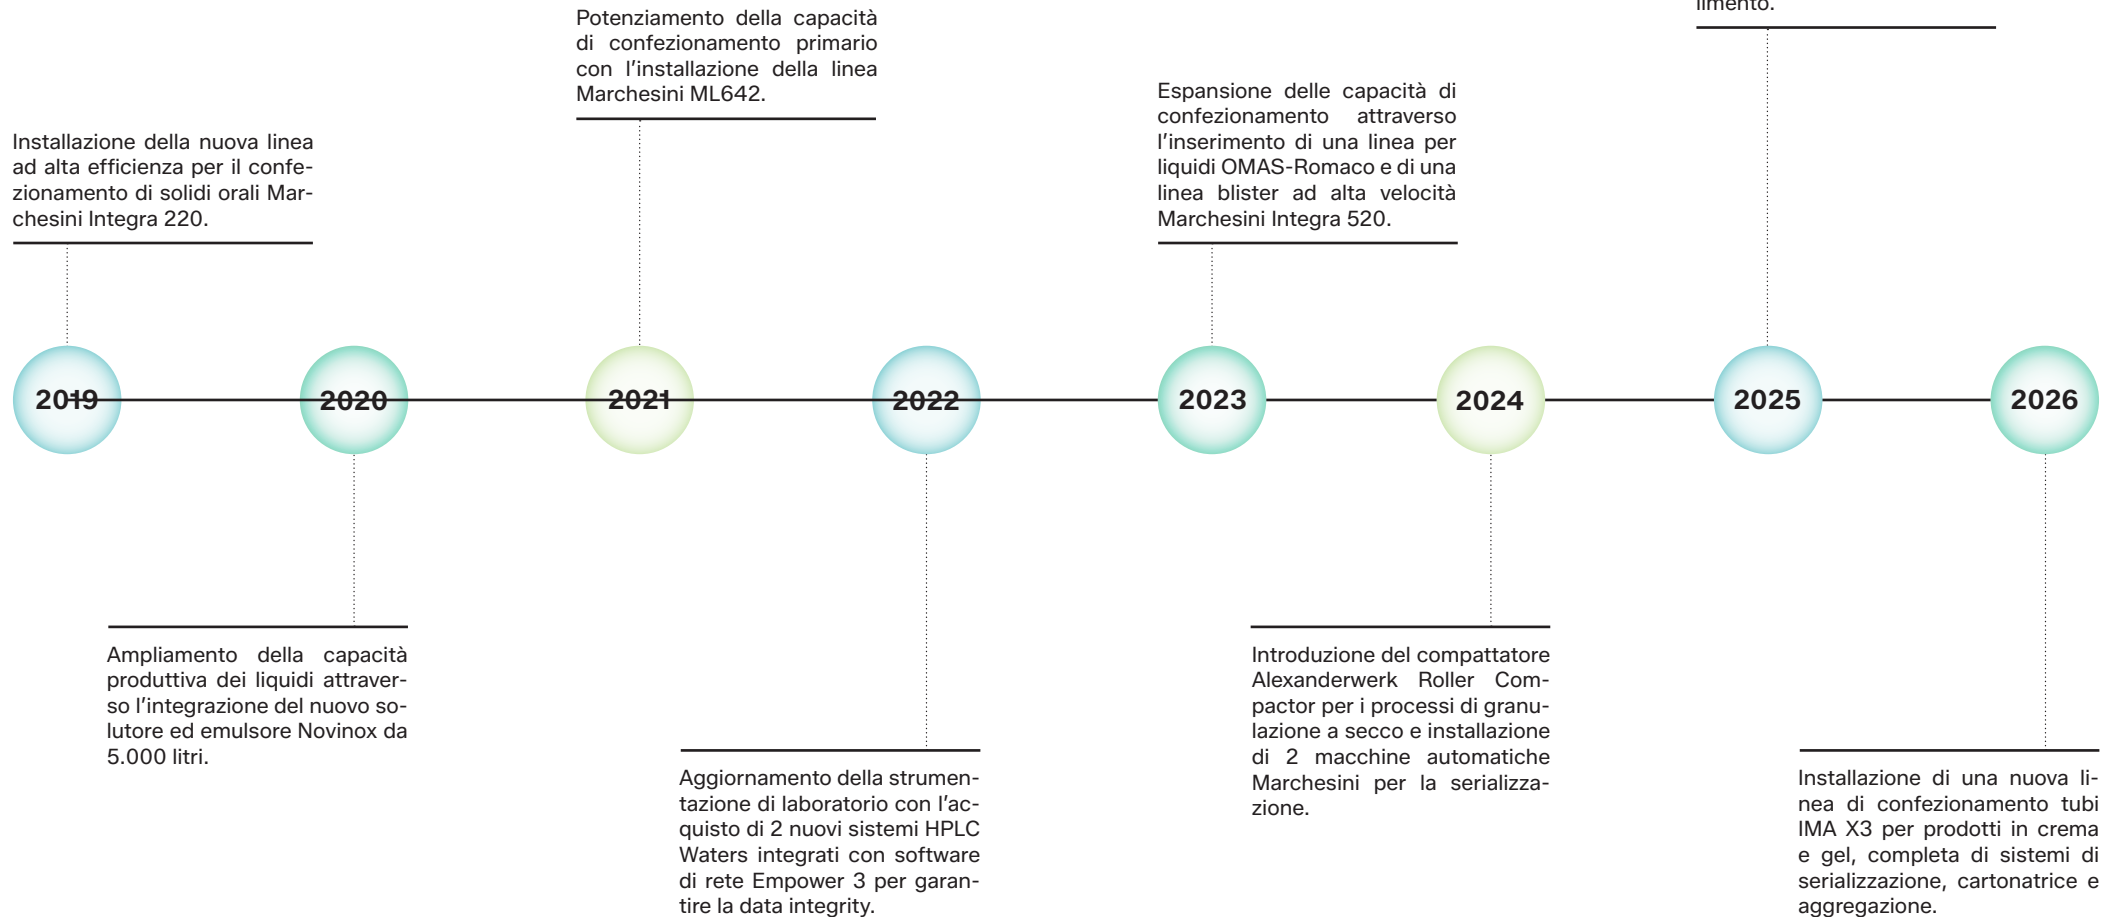 Potenziamento della capacità
di confezionamento primario
con l'installazione della linea
Marchesini ML642.
limento.
Espansione delle capacità di
confezionamento attraverso
l'inserimento di una linea per
liquidi OMAS-Romaco e di una
linea blister ad alta velocità
Marchesini Integra 520.
Installazione della nuova linea
ad alta efficienza per il confe-
zionamento di solidi orali Mar-
chesini Integra 220.
2019
2020
2021
2022
2023
2024
2025
2026
Ampliamento della capacità
produttiva dei liquidi attraver-
so l'integrazione del nuovo so-
lutore ed emulsore Novinox da
5.000 litri.
Aggiornamento della strumen-
tazione di laboratorio con l'ac-
quisto di 2 nuovi sistemi HPLC
Waters integrati con software
di rete Empower 3 per garan-
tire la data integrity.
Introduzione del compattatore
Alexanderwerk Roller Com-
pactor per i processi di granu-
lazione a secco e installazione
di 2 macchine automatiche
Marchesini per la serializza-
zione.
Installazione di una nuova li-
nea di confezionamento tubi
IMA X3 per prodotti in crema
e gel, completa di sistemi di
serializzazione, cartonatrice e
aggregazione.